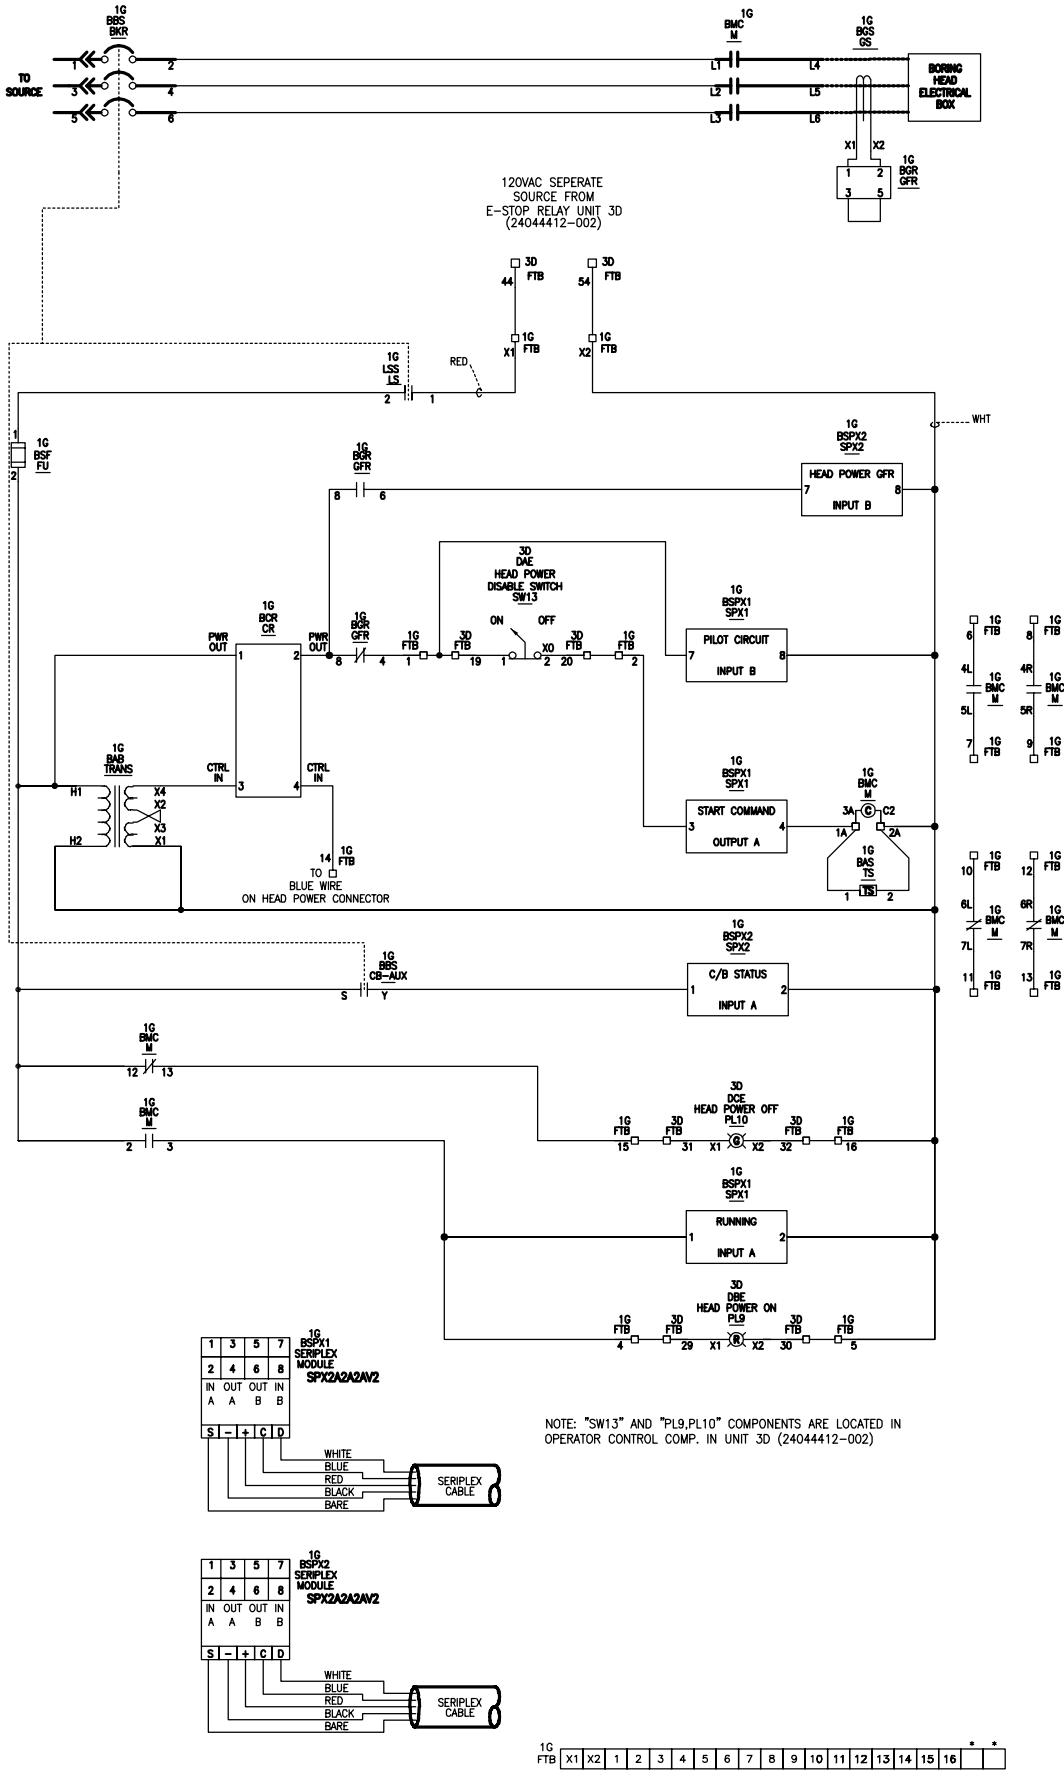 1G
BBS
BKR
1G
BMC
M
1G
BGS
GS
TO
SOURCE
1 2 L1 L4
3 4 L2 L5
5 6 L3 L6
BORING
HEAD
ELECTRICAL
BOX
X1 X2
1 2
3 5
1G
BGR
GFR
120VAC SEPERATE
SOURCE FROM
E-STOP RELAY UNIT 3D
(24044412-002)
3D
FTB
44
3D
FTB
54
1G
FTB
X1
1G
FTB
X2
1G
LSS
LS
2 1
RED
WHT
1
1G
BSF
FU
2
1G
BGR
GFR
8 6
1G
BSPX2
SPX2
HEAD POWER GFR
7 8
INPUT B
3D
DAE
HEAD POWER
DISABLE SWITCH
SW13
ON OFF
1G
BCR
CR
PWR
OUT
1 2
PWR
OUT
1G
BGR
GFR
8 4
1G
FTB
1
3D
FTB
19
1 2
XO
3D
FTB
20
1G
FTB
2
1G
BSPX1
SPX1
PILOT CIRCUIT
7 8
INPUT B
1G
BAB
TRANS
CTRL
IN
3 4
CTRL
IN
H1 X4
X2
X3
H2 X1
14
1G
FTB
TO
BLUE WIRE
ON HEAD POWER CONNECTOR
1G
BSPX1
SPX1
START COMMAND
3 4
OUTPUT A
1G
BMC
M
3A C C2
1A 2A
1G
BAS
TS
1 TS 2
6
1G
FTB
4L
1G
BMC
M
5L
7
1G
FTB
8
1G
FTB
4R
1G
BMC
M
5R
9
1G
FTB
10
1G
FTB
6L
1G
BMC
M
7L
11
1G
FTB
12
1G
FTB
6R
1G
BMC
M
7R
13
1G
FTB
1G
BBS
CB-AUX
S Y
1G
BSPX2
SPX2
C/B STATUS
1 2
INPUT A
1G
BMC
M
12 13
1G
BMC
M
2 3
3D
DCE
HEAD POWER OFF
PL10
1G
FTB
15
3D
FTB
31
X1 G X2
3D
FTB
32
1G
FTB
16
1G
BSPX1
SPX1
RUNNING
1 2
INPUT A
3D
DBE
HEAD POWER ON
PL9
1G
FTB
4
3D
FTB
29
X1 R X2
3D
FTB
30
1G
FTB
5
1G
BSPX1
SERIPLEX
MODULE
SPX2A2A2AV2
1 3 5 7
2 4 6 8
IN OUT OUT IN
A A B B
S - + C D
WHITE
BLUE
RED
BLACK
BARE
SERIPLEX
CABLE
NOTE: "SW13" AND "PL9,PL10" COMPONENTS ARE LOCATED IN
OPERATOR CONTROL COMP. IN UNIT 3D (24044412-002)
1G
BSPX2
SERIPLEX
MODULE
SPX2A2A2AV2
1 3 5 7
2 4 6 8
IN OUT OUT IN
A A B B
S - + C D
WHITE
BLUE
RED
BLACK
BARE
SERIPLEX
CABLE
* *
1G
FTB X1 X2 1 2 3 4 5 6 7 8 9 10 11 12 13 14 15 16